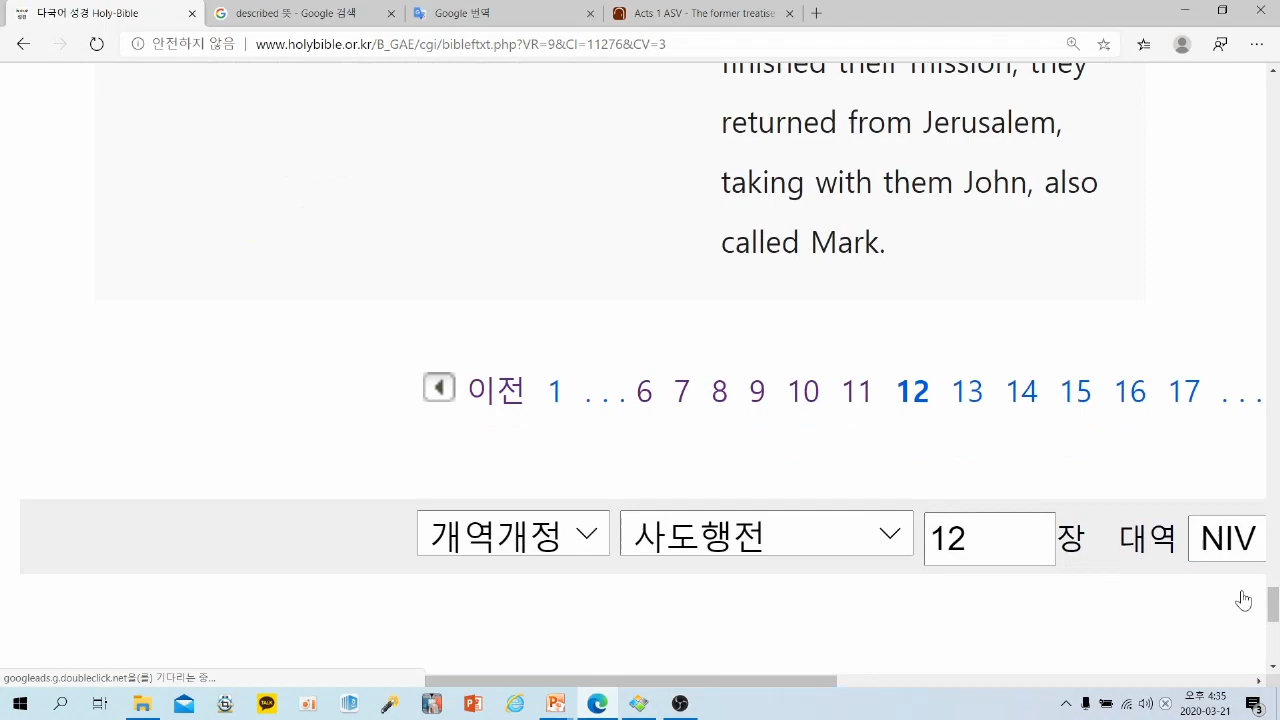 다국어 성경 Holy-Bible
described 뜻 - Google 검색
Google 번역
Acts 1 ASV - The former treatise
안전하지 않음
www.holybible.or.kr/B_GAE/cgi/bibleftxt.php?VR=9&CI=11276&CV=3
finished their mission, they
returned from Jerusalem,
taking with them John, also
called Mark.
이전 1 ... 6 7 8 9 10 11 12 13 14 15 16 17 ...
개역개정 사도행전 12 장 대역 NIV
googleads.g.doubleclick.net을(를) 기다리는 중...
오후 4:35
2020-03-21
3